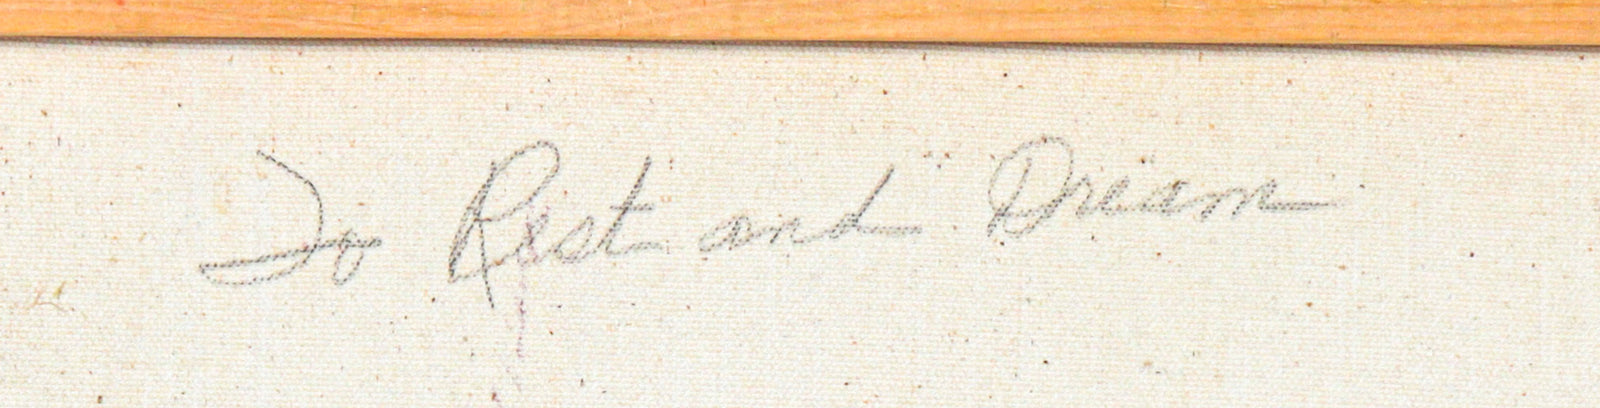 To Rest and Dream